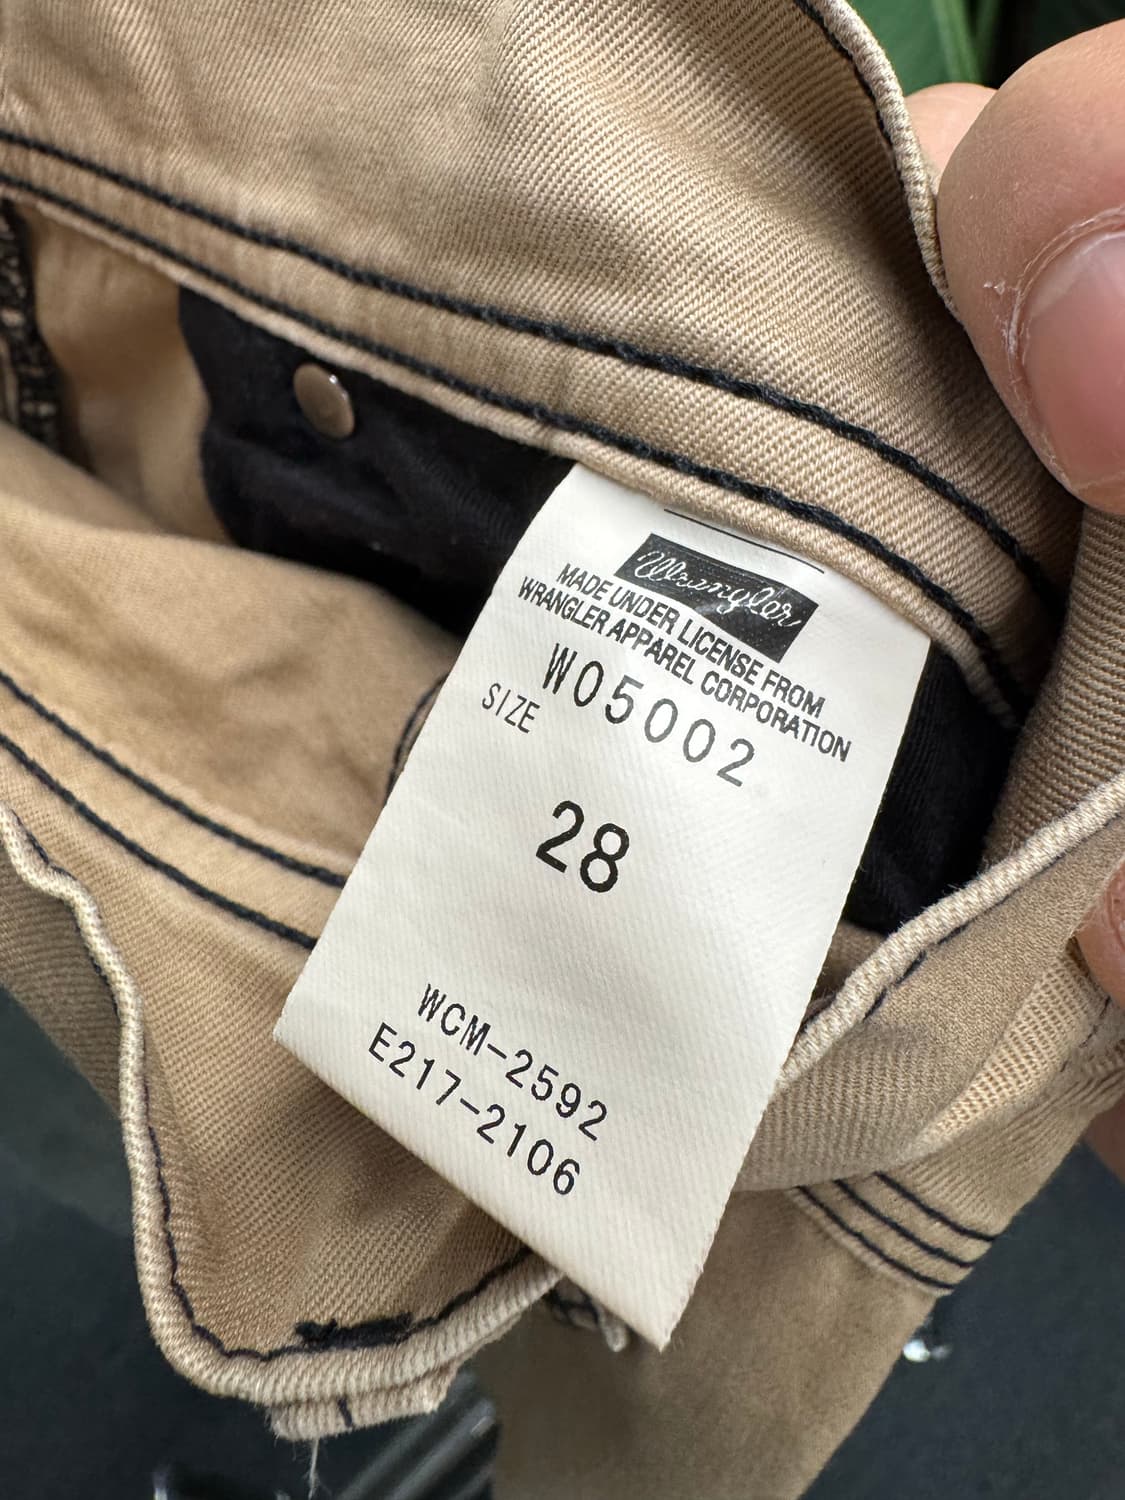 Wrangler
MADE UNDER LICENSE FROM
WRANGLER APPAREL CORPORATION
W05002
SIZE
28
WCM-2592
E217-2106